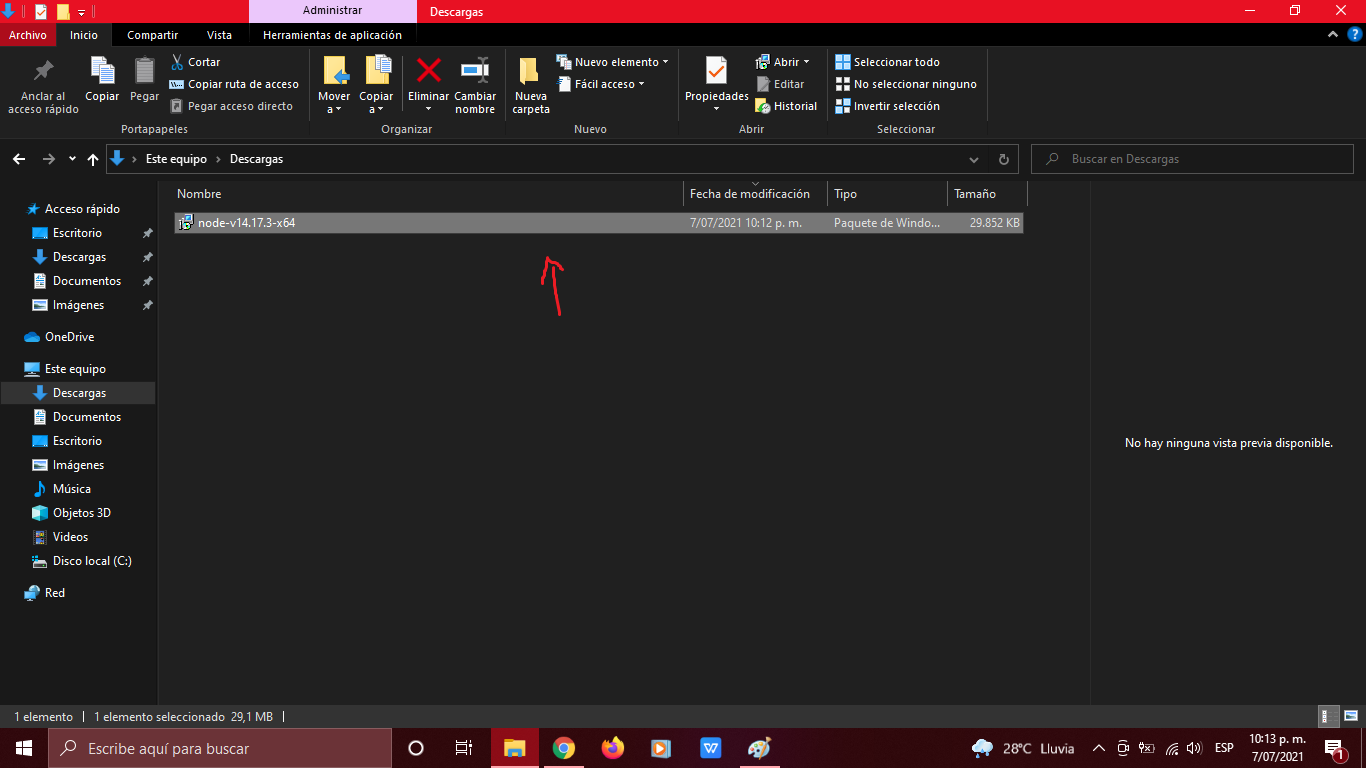 Administrar
Descargas
Archivo Inicio Compartir Vista Herramientas de aplicación
Anclar al acceso rápido
Copiar
Pegar
Cortar
Copiar ruta de acceso
Pegar acceso directo
Portapapeles
Mover a
Copiar a
Eliminar
Cambiar nombre
Organizar
Nueva carpeta
Nuevo elemento
Fácil acceso
Nuevo
Propiedades
Abrir
Editar
Historial
Abrir
Seleccionar todo
No seleccionar ninguno
Invertir selección
Seleccionar
Este equipo > Descargas
Buscar en Descargas
Nombre Fecha de modificación Tipo Tamaño
node-v14.17.3-x64 7/07/2021 10:12 p. m. Paquete de Windo... 29.852 KB
Acceso rápido
Escritorio
Descargas
Documentos
Imágenes
OneDrive
Este equipo
Descargas
Documentos
Escritorio
Imágenes
Música
Objetos 3D
Videos
Disco local (C:)
Red
No hay ninguna vista previa disponible.
1 elemento 1 elemento seleccionado 29,1 MB
Escribe aquí para buscar
28°C Lluvia
ESP
10:13 p. m.
7/07/2021
1